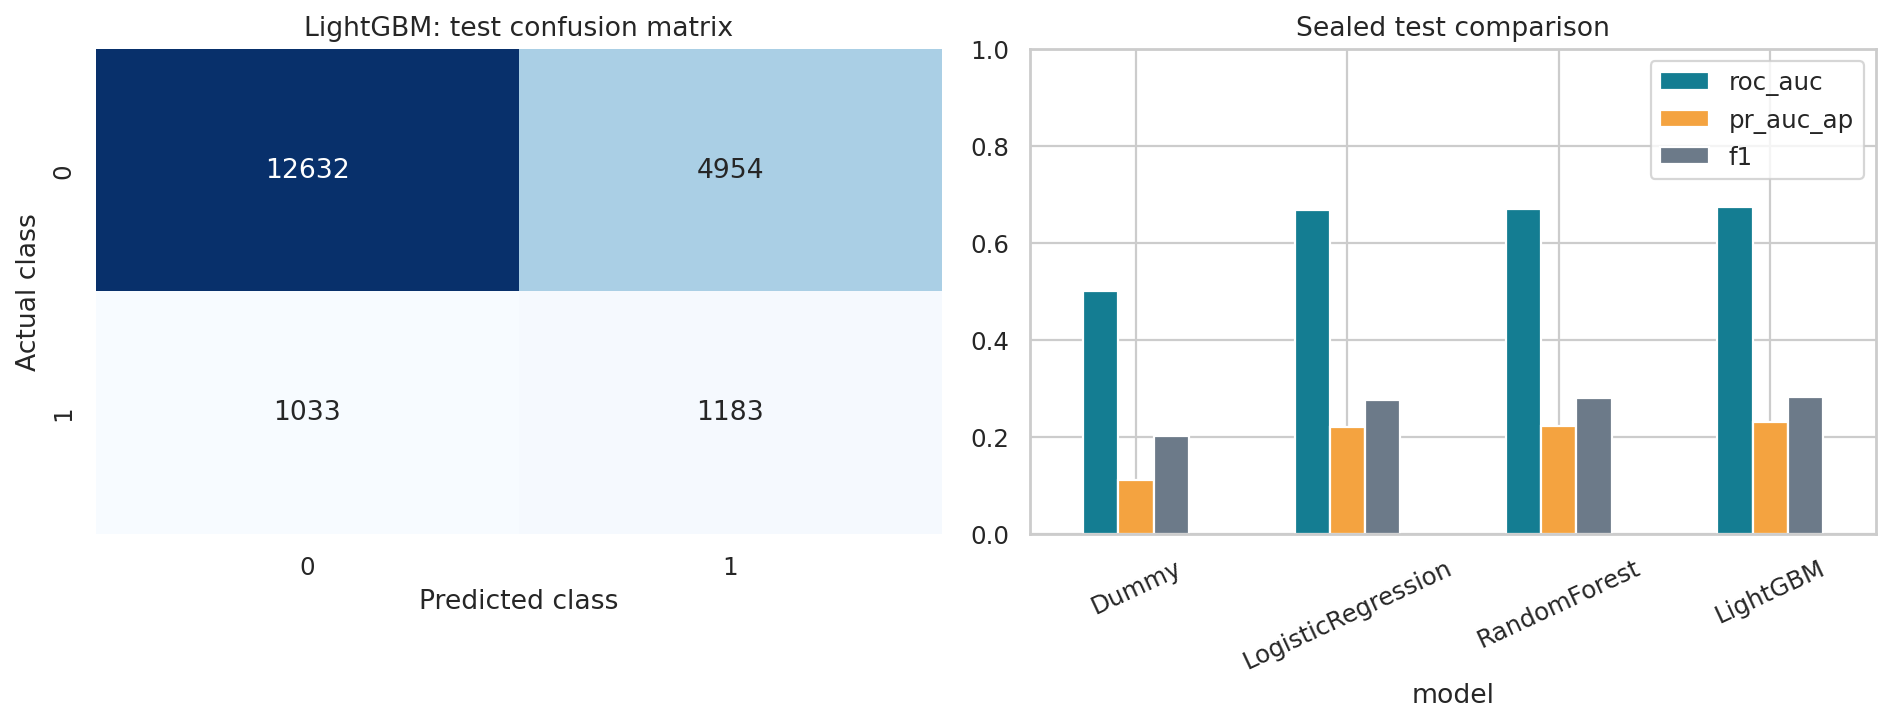 LightGBM: test confusion matrix
Actual class
0
1
12632
4954
1033
1183
0
1
Predicted class
Sealed test comparison
1.0
0.8
0.6
0.4
0.2
0.0
roc_auc
pr_auc_ap
f1
Dummy
LogisticRegression
RandomForest
LightGBM
model